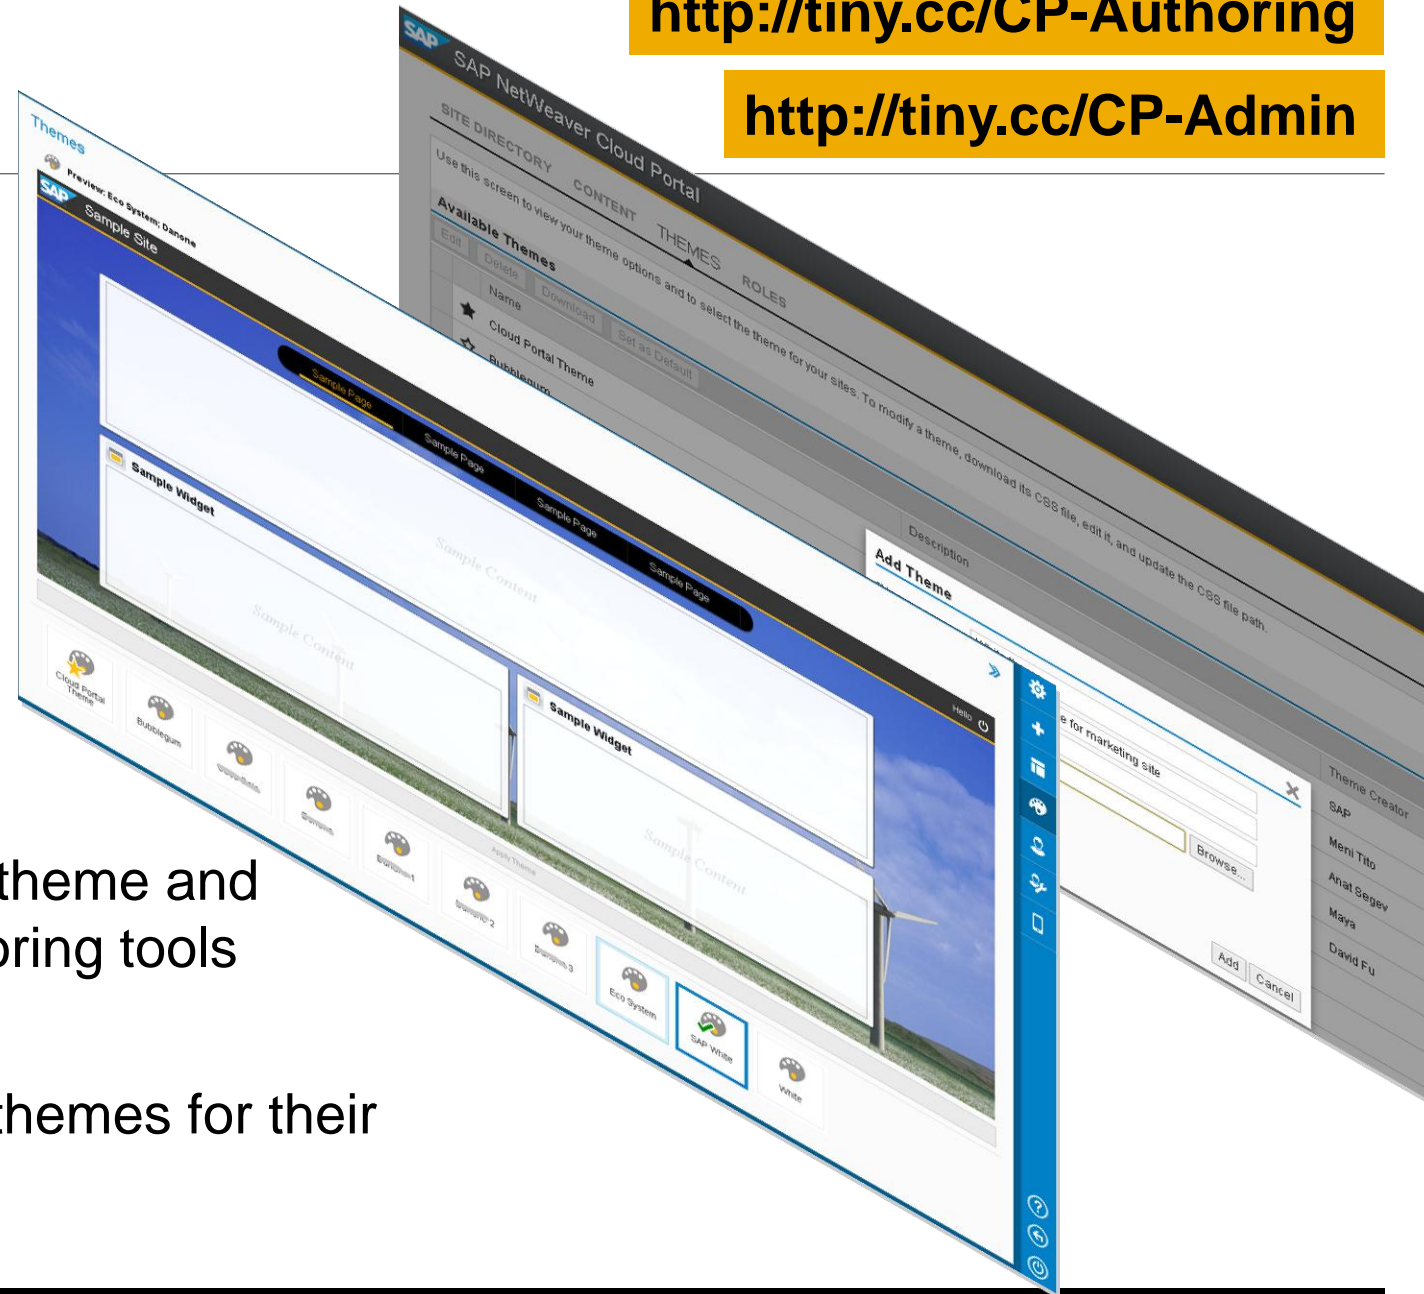 http://tiny.cc/CP-Authoring
http://tiny.cc/CP-Admin
SAP
SAP NetWeaver Cloud Portal
SITE DIRECTORY
CONTENT
THEMES
ROLES
Use this screen to view your theme options and to select the theme for your sites. To modify a theme, download its CSS file, edit it, and update the CSS file path.
Available Themes
Edit
Delete
Download
Set as Default
Name
Description
Theme Creator
Cloud Portal Theme
Bubblegum
SAP
Meni Tito
Anat Segev
Maya
David Fu
Add Theme
e for marketing site
Browse...
Add
Cancel
Themes
Preview: Eco System; Danone
SAP
Sample Site
Hello
Sample Page
Sample Page
Sample Page
Sample Page
Sample Content
Sample Widget
Sample Content
Sample Widget
Sample Content
Apply Theme
Cloud Portal
Theme
Bubblegum
Eco System
SAP White
White
theme and
oring tools
themes for their